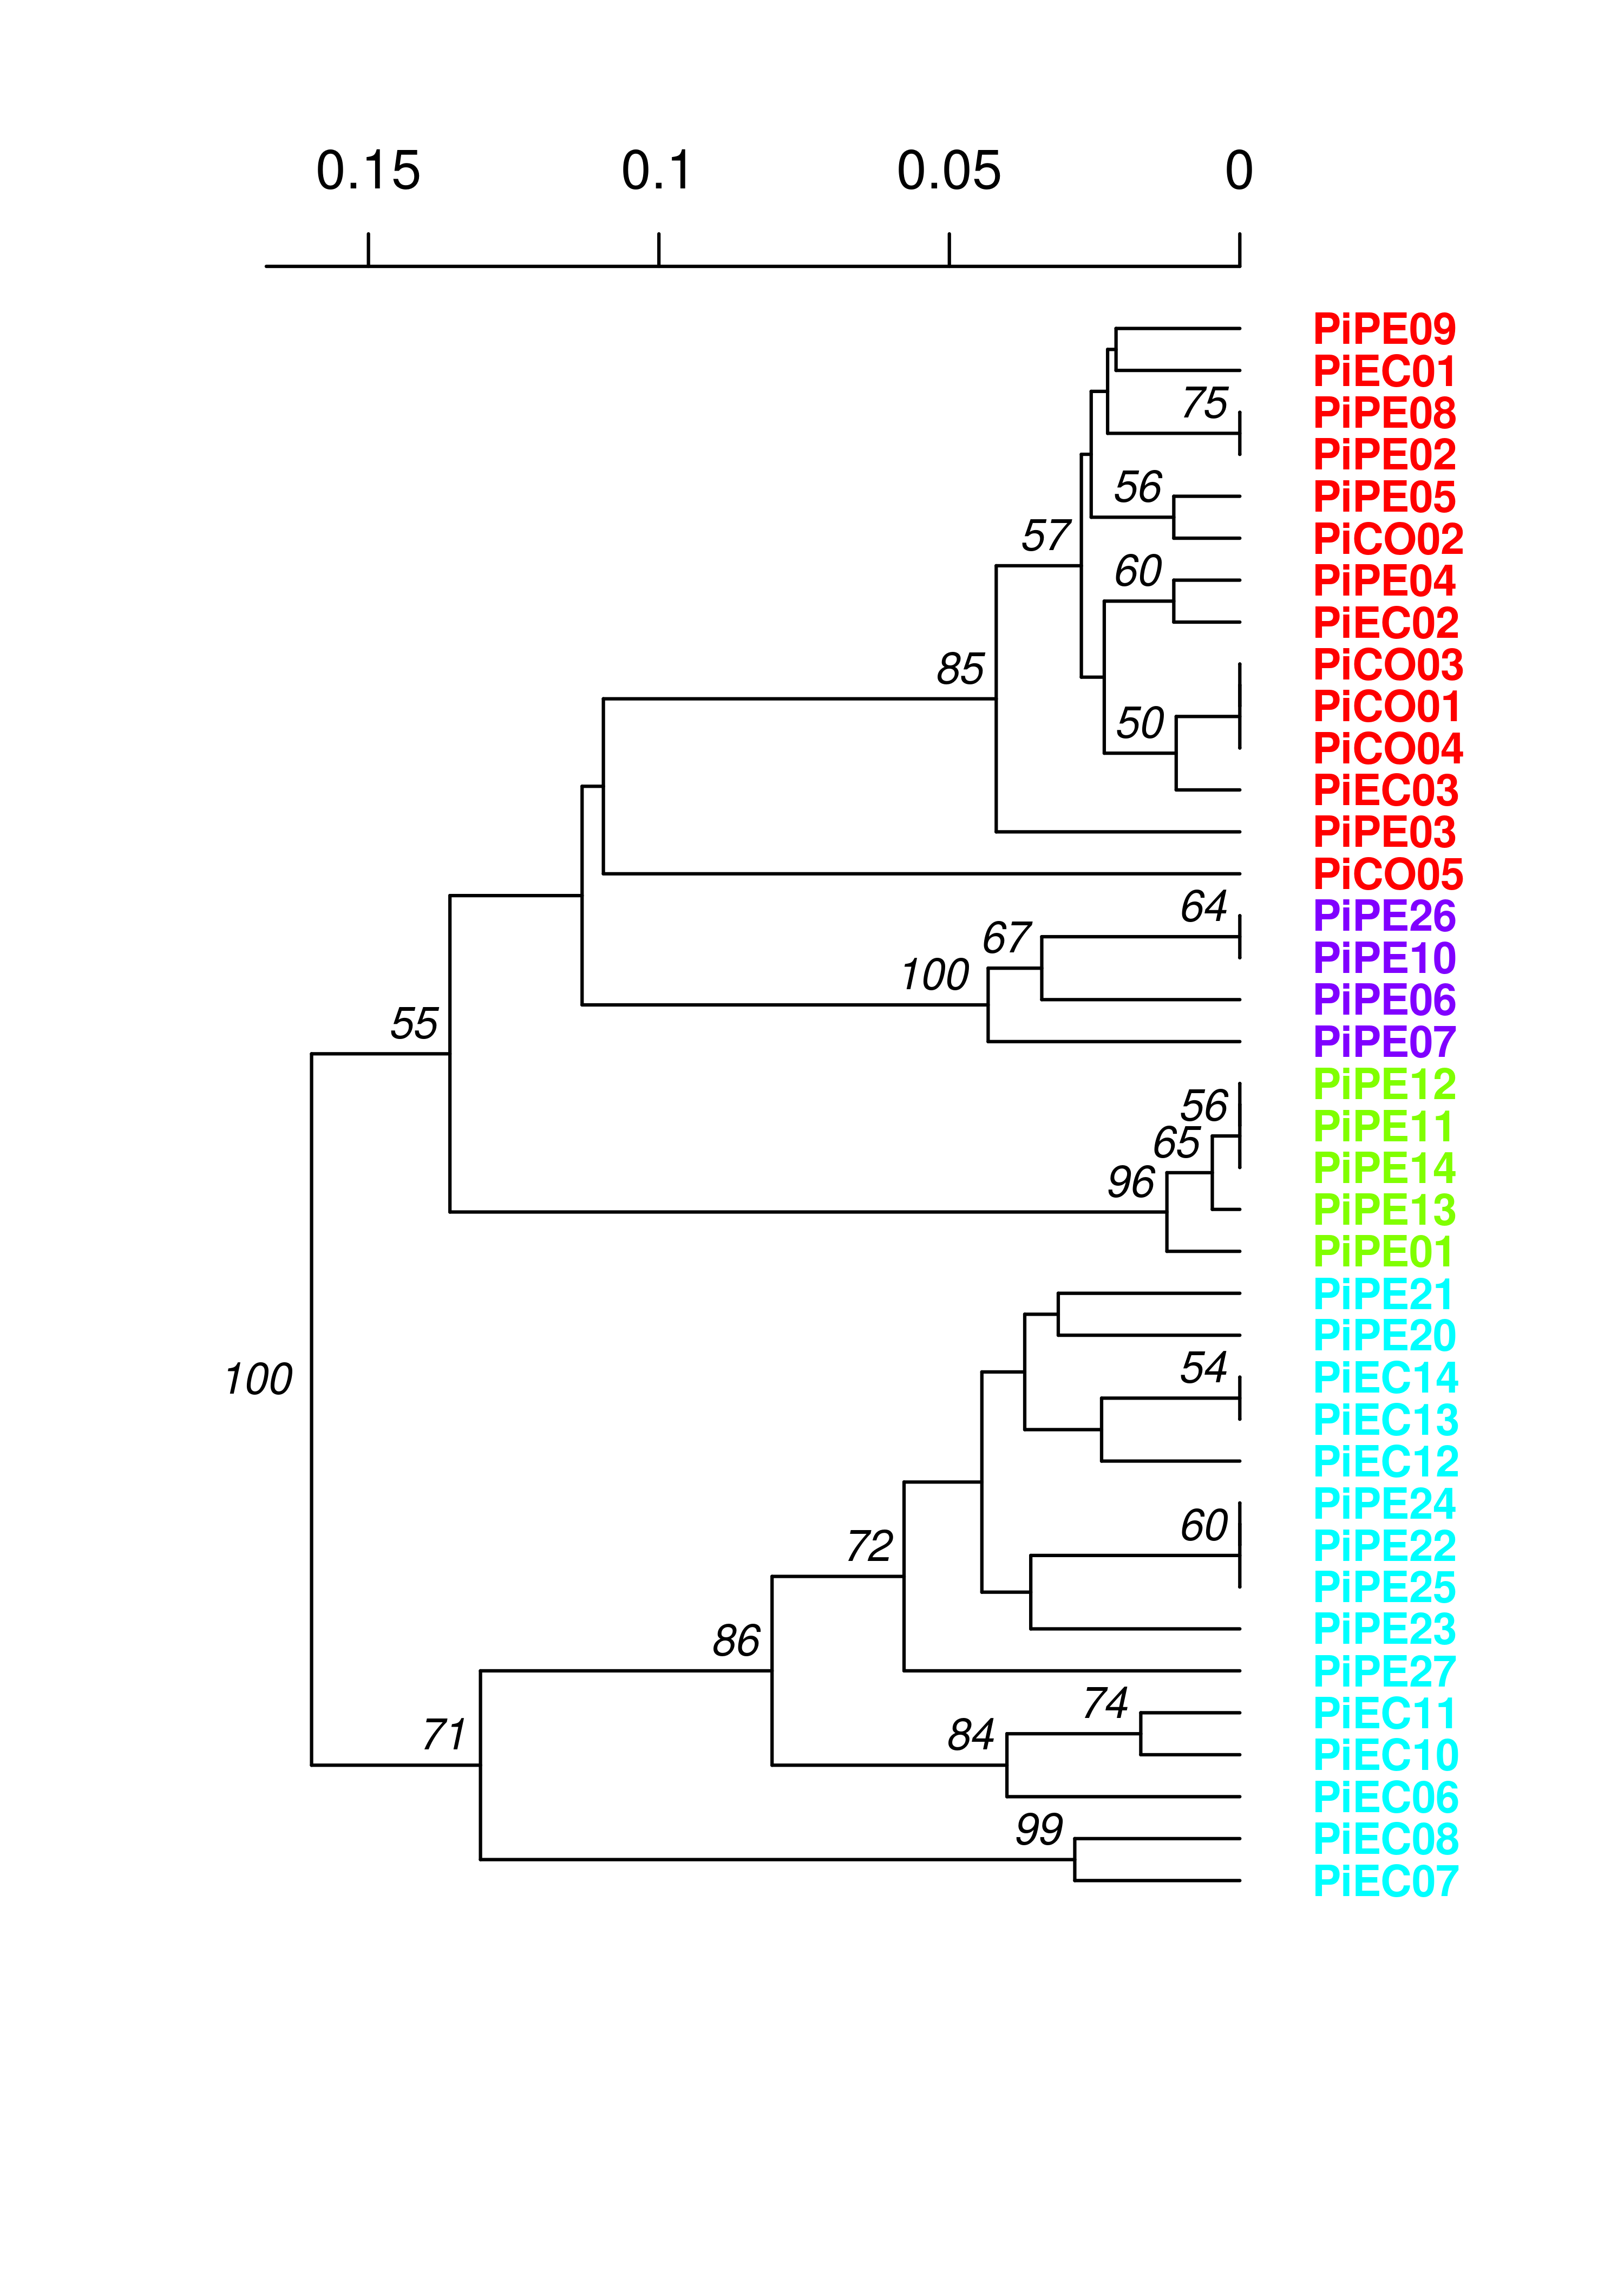 0.15 0.1 0.05 0
PiPE09
PiEC01
75 PiPE08
PiPE02
56 PiPE05
57 PiCO02
60 PiPE04
PiEC02
85 PiCO03
PiCO01
50 PiCO04
PiEC03
PiPE03
PiCO05
64 PiPE26
67 PiPE10
100 PiPE06
55 PiPE07
PiPE12
56 PiPE11
65 PiPE14
96 PiPE13
PiPE01
PiPE21
PiPE20
100 54 PiEC14
PiEC13
PiEC12
PiPE24
72 60 PiPE22
PiPE25
86 PiPE23
PiPE27
74 PiEC11
71 84 PiEC10
PiEC06
99 PiEC08
PiEC07